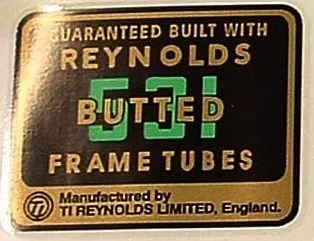 GUARANTEED BUILT WITH
REYNOLDS
531
BUTTED
FRAME TUBES
TI
Manufactured by
TI REYNOLDS LIMITED, England.